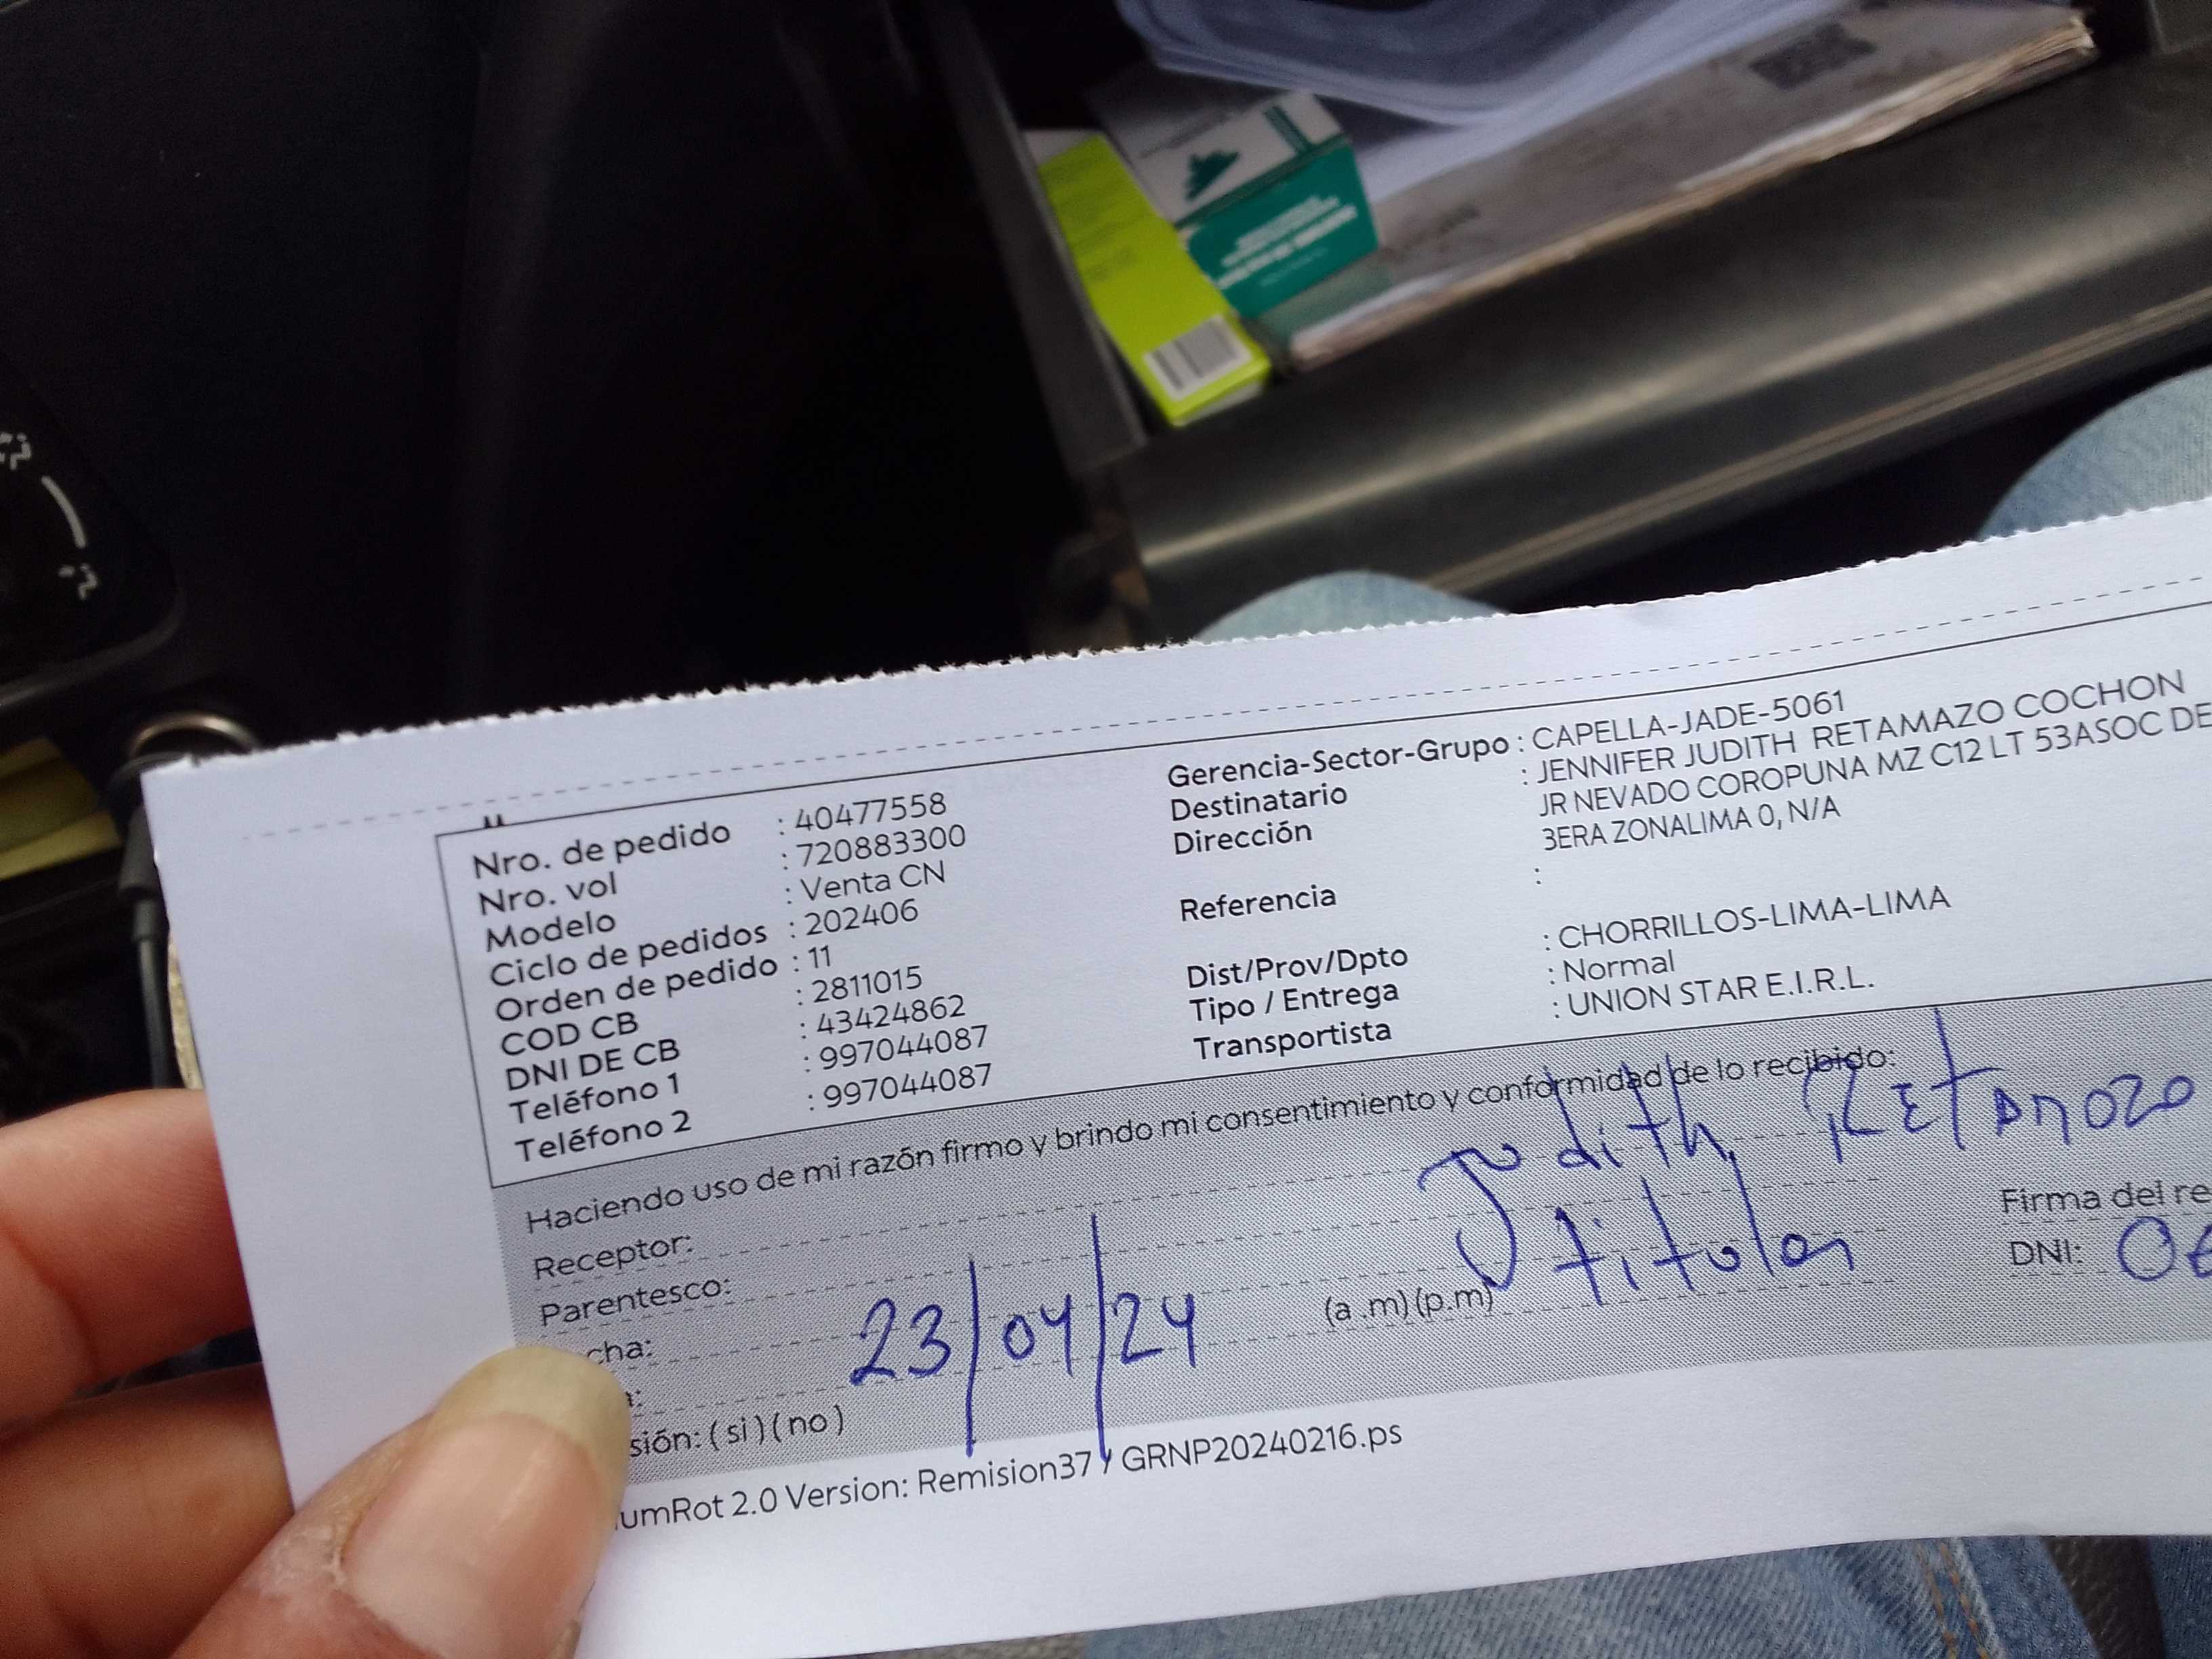 Nro. de pedido : 40477558
Nro. vol : 720883300
Modelo : Venta CN
Ciclo de pedidos : 202406
Orden de pedido : 11
COD CB : 2811015
DNI DE CB : 43424862
Teléfono 1 : 997044087
Teléfono 2 : 997044087
Gerencia-Sector-Grupo : CAPELLA-JADE-5061
Destinatario : JENNIFER JUDITH RETAMAZO COCHON
Dirección JR NEVADO COROPUNA MZ C12 LT 53ASOC DE
3ERA ZONALIMA 0, N/A
Referencia :
Dist/Prov/Dpto : CHORRILLOS-LIMA-LIMA
Tipo / Entrega : Normal
Transportista : UNION STAR E.I.R.L.
Haciendo uso de mi razón firmo y brindo mi consentimiento y conformidad de lo recibido:
Receptor: Judith RETAMOZO
Parentesco: titular
cha: 23/04/24
(a .m) (p.m)
Firma del re
DNI: 06
sión: ( si ) ( no )
umRot 2.0 Version: Remision37 y GRNP20240216.ps